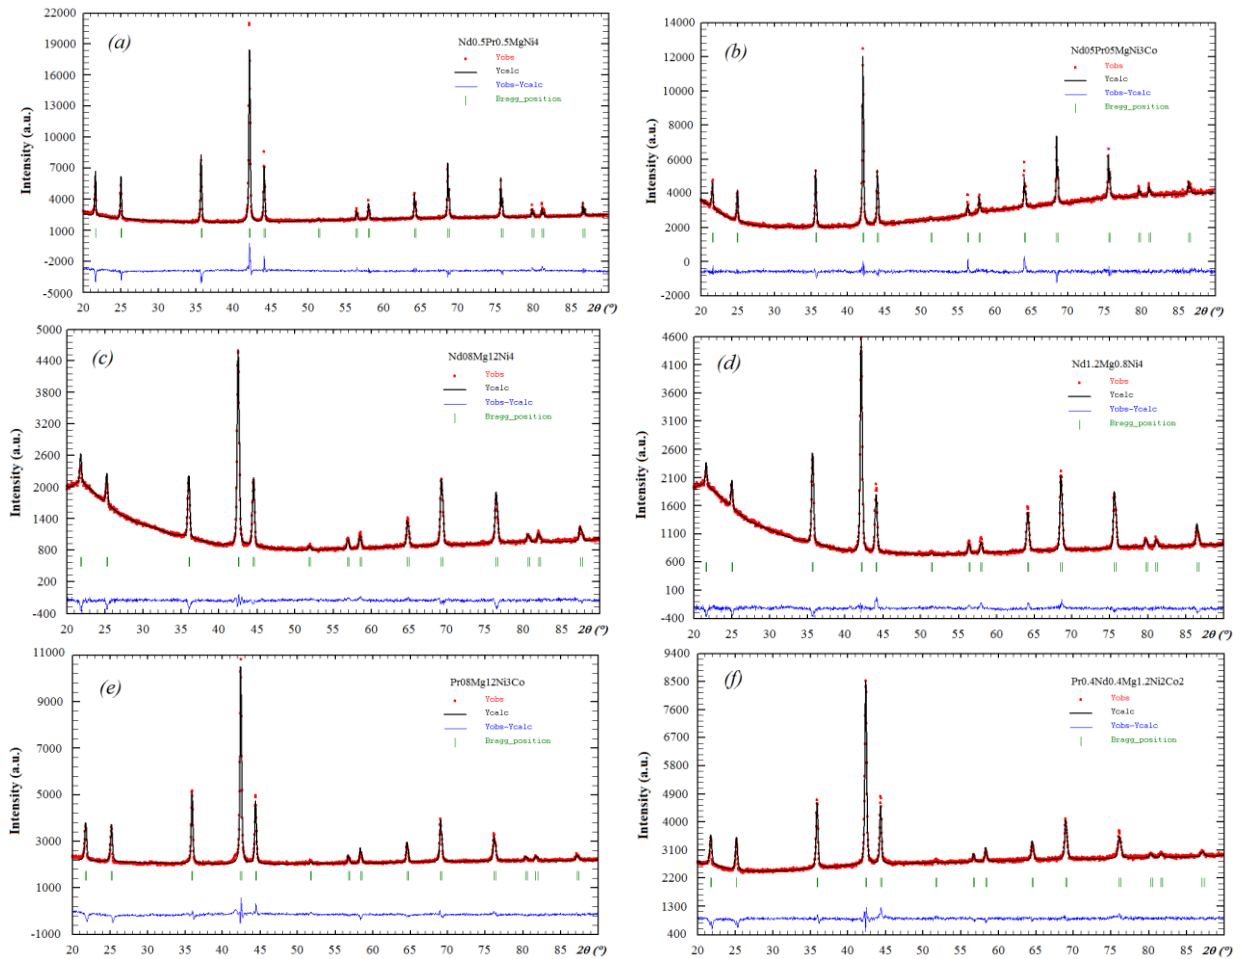 (a)
Nd0.5Pr0.5MgNi4
Yobs
Ycalc
Yobs-Ycalc
Bragg_position
Intensity (a.u.)
22000
19000
16000
13000
10000
7000
4000
1000
-2000
-5000
20 25 30 35 40 45 50 55 60 65 70 75 80 85 2θ (°)
(b)
Nd05Pr05MgNi3Co
Yobs
Ycalc
Yobs-Ycalc
Bragg_position
Intensity (a.u.)
14000
12000
10000
8000
6000
4000
2000
0
-2000
20 25 30 35 40 45 50 55 60 65 70 75 80 85 2θ (°)
(c)
Nd08Mg12Ni4
Yobs
Ycalc
Yobs-Ycalc
Bragg_position
Intensity (a.u.)
5000
4400
3800
3200
2600
2000
1400
800
200
-400
20 25 30 35 40 45 50 55 60 65 70 75 80 85 2θ (°)
(d)
Nd1.2Mg0.8Ni4
Yobs
Ycalc
Yobs-Ycalc
Bragg_position
Intensity (a.u.)
4600
4100
3600
3100
2600
2100
1600
1100
600
100
-400
20 25 30 35 40 45 50 55 60 65 70 75 80 85 2θ (°)
(e)
Pr08Mg12Ni3Co
Yobs
Ycalc
Yobs-Ycalc
Bragg_position
Intensity (a.u.)
11000
9000
7000
5000
3000
1000
-1000
20 25 30 35 40 45 50 55 60 65 70 75 80 85 2θ (°)
(f)
Pr0.4Nd0.4Mg1.2Ni2Co2
Yobs
Ycalc
Yobs-Ycalc
Bragg_position
Intensity (a.u.)
9400
8500
7600
6700
5800
4900
4000
3100
2200
1300
400
20 25 30 35 40 45 50 55 60 65 70 75 80 85 2θ (°)